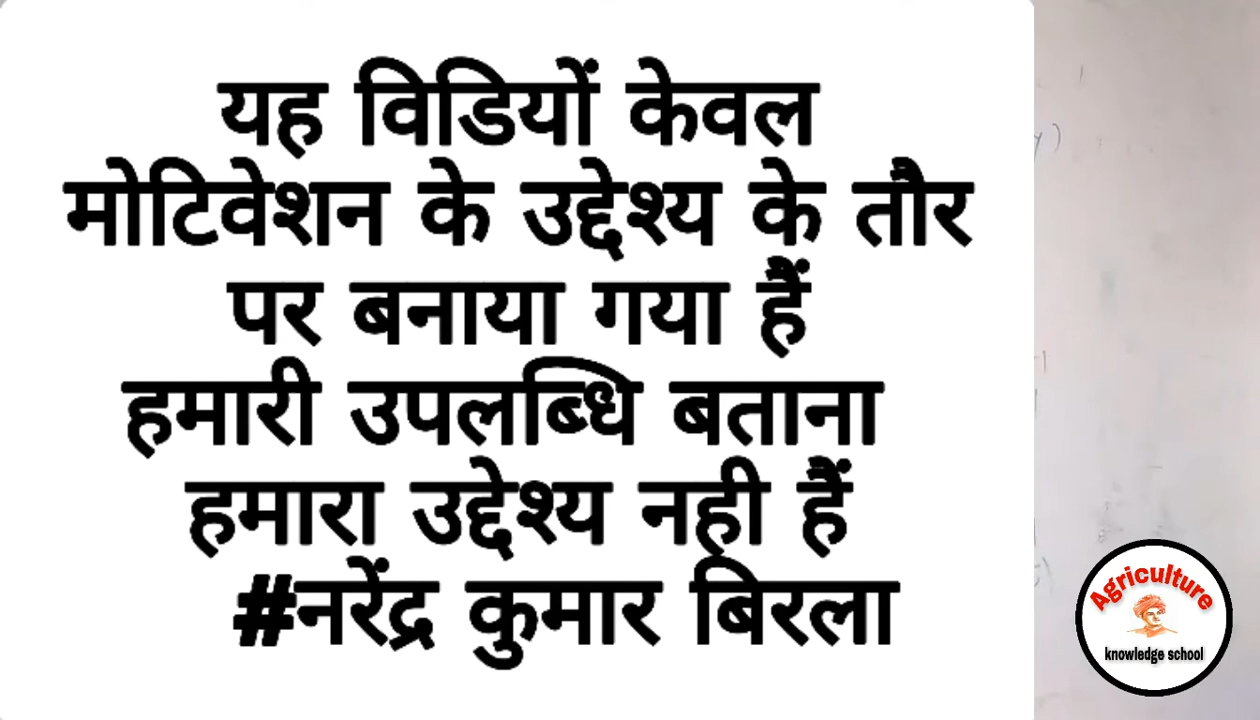 यह विडियों केवल
मोटिवेशन के उद्देश्य के तौर
पर बनाया गया हैं
हमारी उपलब्धि बताना
हमारा उद्देश्य नही हैं
#नरेंद्र कुमार बिरला
Agriculture
knowledge school